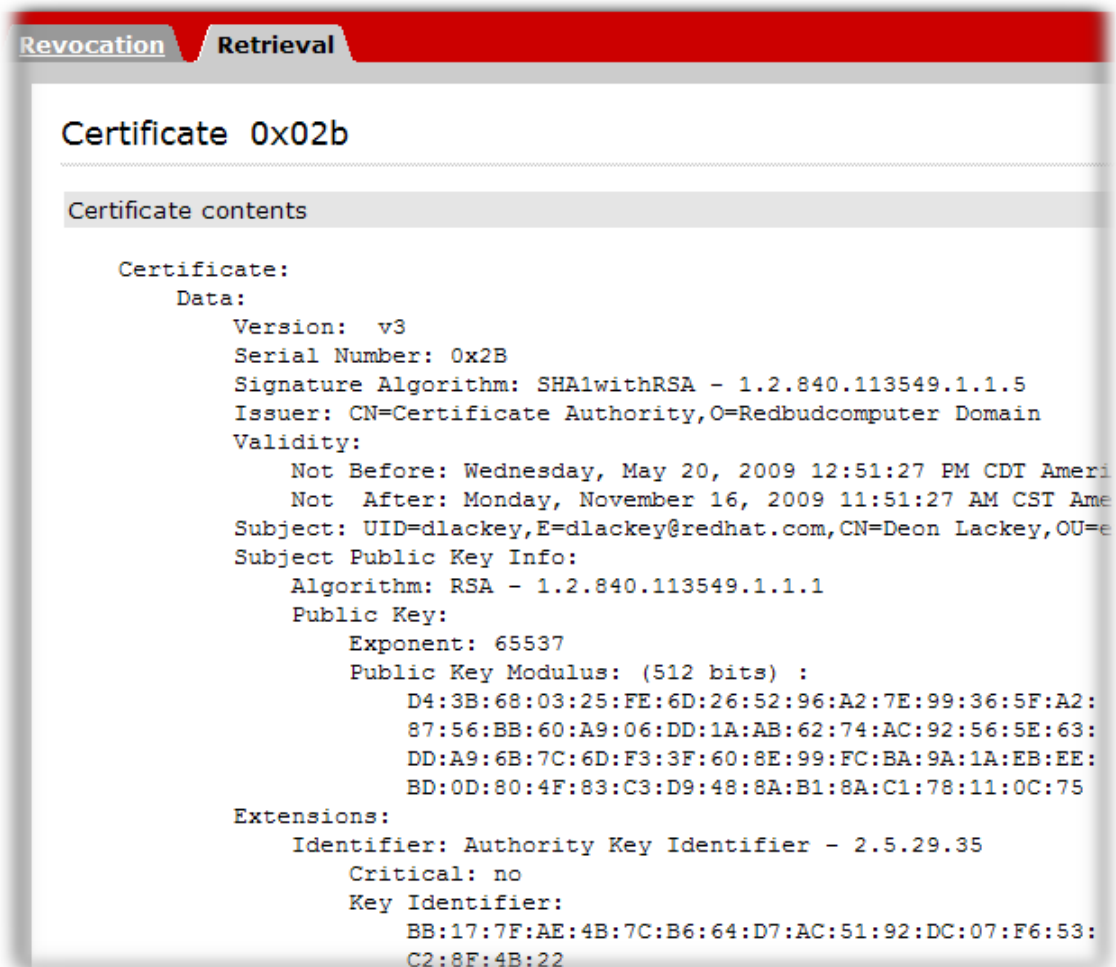 Revocation Retrieval
Certificate 0x02b
Certificate contents
Certificate:
Data:
Version: v3
Serial Number: 0x2B
Signature Algorithm: SHA1withRSA - 1.2.840.113549.1.1.5
Issuer: CN=Certificate Authority,O=Redbudcomputer Domain
Validity:
Not Before: Wednesday, May 20, 2009 12:51:27 PM CDT Ameri
Not After: Monday, November 16, 2009 11:51:27 AM CST Ame
Subject: UID=dlackey,E=dlackey@redhat.com,CN=Deon Lackey,OU=e
Subject Public Key Info:
Algorithm: RSA - 1.2.840.113549.1.1.1
Public Key:
Exponent: 65537
Public Key Modulus: (512 bits) :
D4:3B:68:03:25:FE:6D:26:52:96:A2:7E:99:36:5F:A2:
87:56:BB:60:A9:06:DD:1A:AB:62:74:AC:92:56:5E:63:
DD:A9:6B:7C:6D:F3:3F:60:8E:99:FC:BA:9A:1A:EB:EE:
BD:0D:80:4F:83:C3:D9:48:8A:B1:8A:C1:78:11:0C:75
Extensions:
Identifier: Authority Key Identifier - 2.5.29.35
Critical: no
Key Identifier:
BB:17:7F:AE:4B:7C:B6:64:D7:AC:51:92:DC:07:F6:53:
C2:8F:4B:22